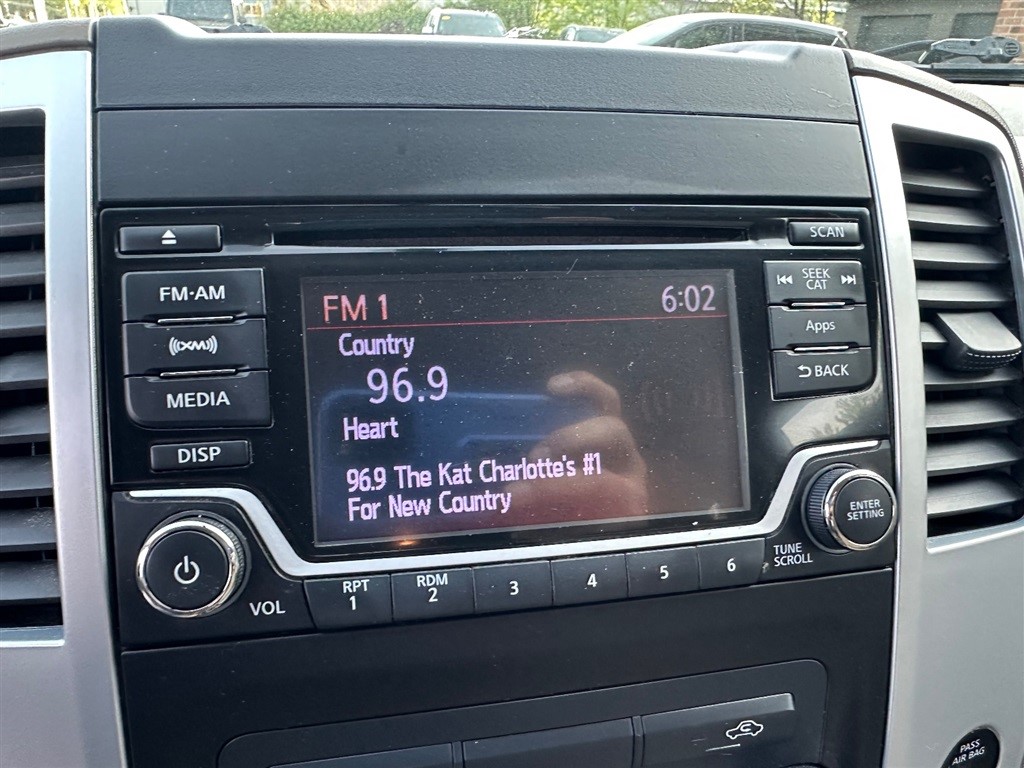 SCAN
FM·AM
SEEK
CAT
FM 1 6:02
Country
96.9
Heart
96.9 The Kat Charlotte's #1
For New Country
((XM))
Apps
MEDIA
BACK
DISP
ENTER
SETTING
VOL
RPT
1
RDM
2
3
4
5
6
TUNE
SCROLL
PASS
AIR BAG